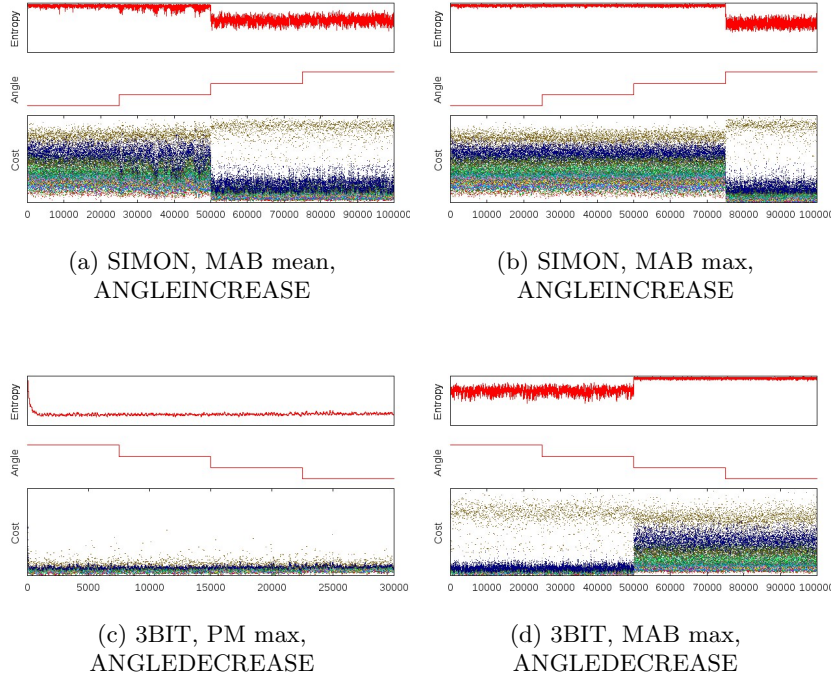 Entropy
Angle
Cost
0 10000 20000 30000 40000 50000 60000 70000 80000 90000 100000
(a) SIMON, MAB mean,
ANGLEINCREASE
Entropy
Angle
Cost
0 10000 20000 30000 40000 50000 60000 70000 80000 90000 100000
(b) SIMON, MAB max,
ANGLEINCREASE
Entropy
Angle
Cost
0 5000 10000 15000 20000 25000 30000
(c) 3BIT, PM max,
ANGLEDECREASE
Entropy
Angle
Cost
0 10000 20000 30000 40000 50000 60000 70000 80000 90000 100000
(d) 3BIT, MAB max,
ANGLEDECREASE